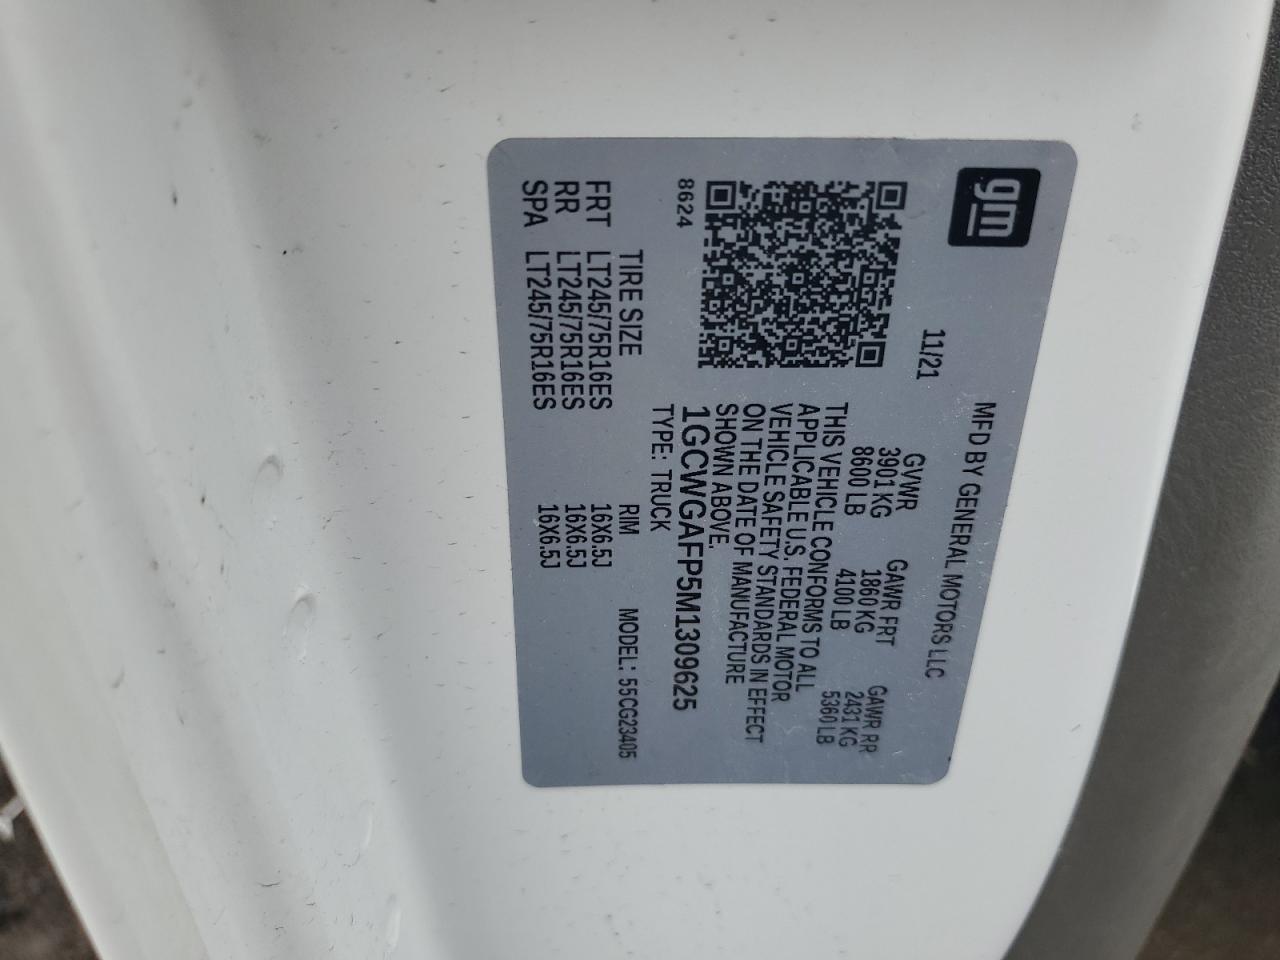 gm
MFD BY GENERAL MOTORS LLC
11/21
GVWR GAWR FRT GAWR RR
3901 KG 1860 KG 2431 KG
8600 LB 4100 LB 5360 LB
THIS VEHICLE CONFORMS TO ALL
APPLICABLE U.S. FEDERAL MOTOR
VEHICLE SAFETY STANDARDS IN EFFECT
ON THE DATE OF MANUFACTURE
SHOWN ABOVE.
8624
1GCWGAFP5M1309625
TYPE: TRUCK MODEL: 55CG23405
TIRE SIZE RIM
FRT LT245/75R16ES 16X6.5J
RR LT245/75R16ES 16X6.5J
SPA LT245/75R16ES 16X6.5J